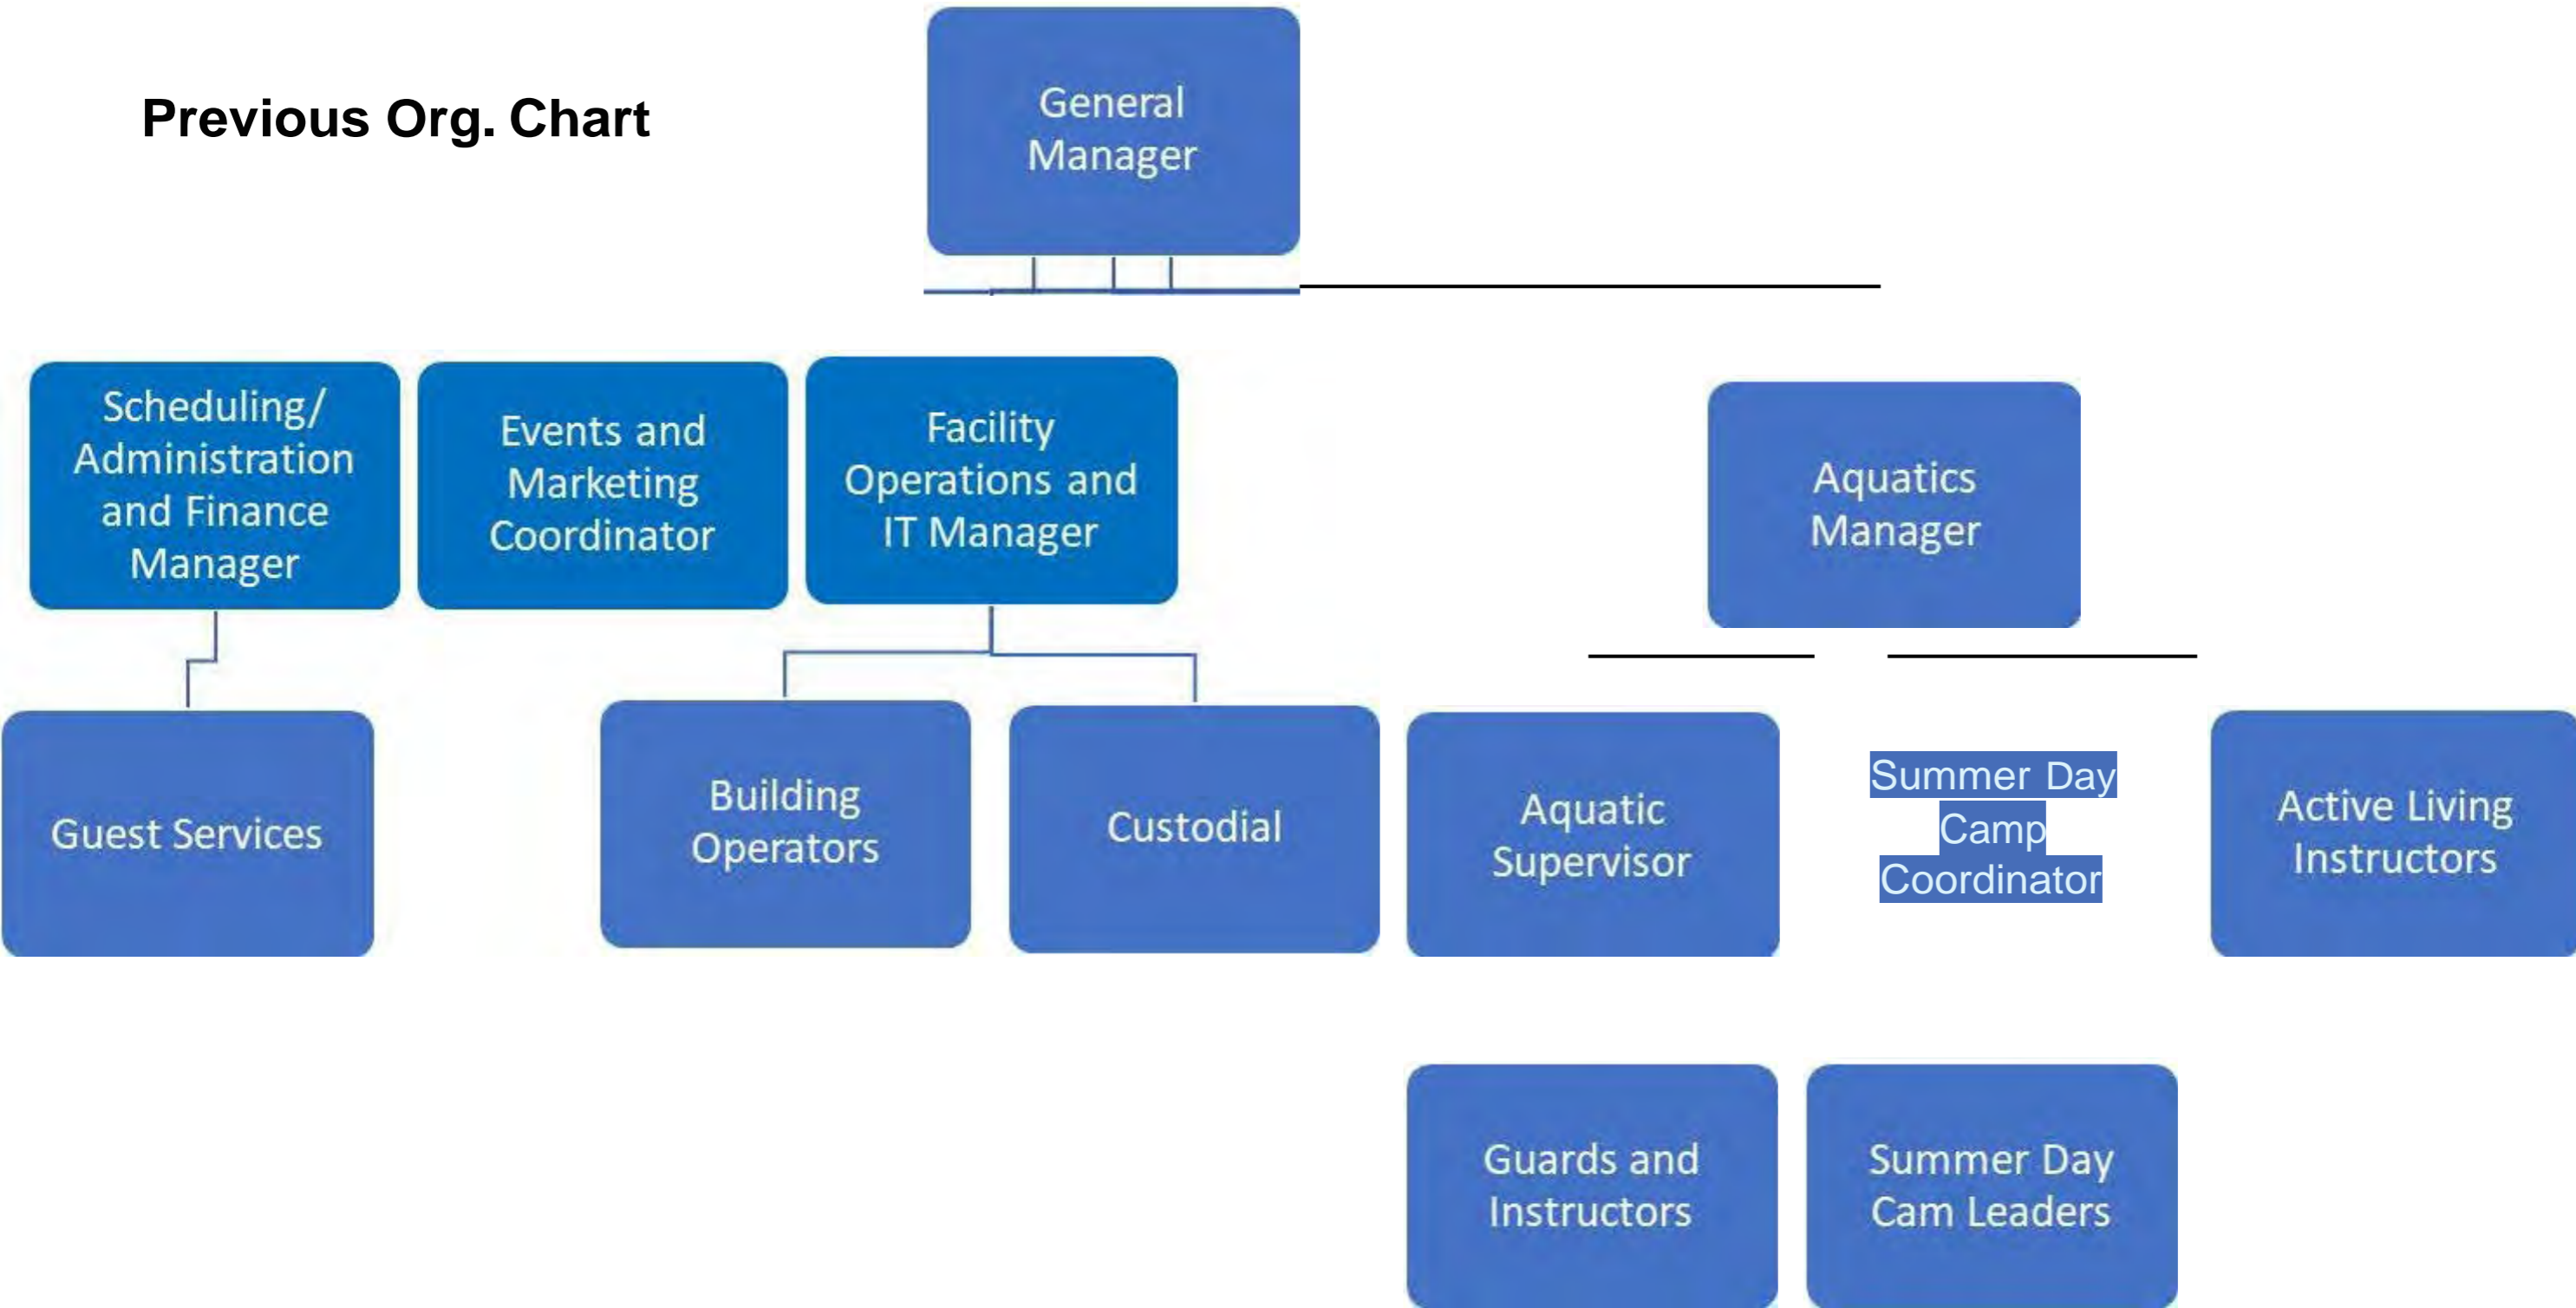 Previous Org. Chart
General
Manager
Scheduling/
Administration
and Finance
Manager
Events and
Marketing
Coordinator
Facility
Operations and
IT Manager
Aquatics
Manager
Guest Services
Building
Operators
Custodial
Aquatic
Supervisor
Summer Day
Camp
Coordinator
Active Living
Instructors
Guards and
Instructors
Summer Day
Cam Leaders